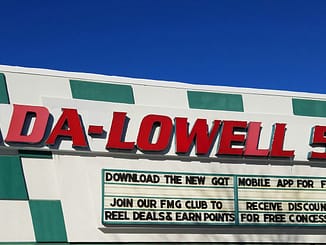 DA-LOWELL 5
DOWNLOAD THE NEW GQT MOBILE APP FOR F
JOIN OUR FMG CLUB TO RECEIVE DISCOUN
REEL DEALS & EARN POINTS FOR FREE CONCESS